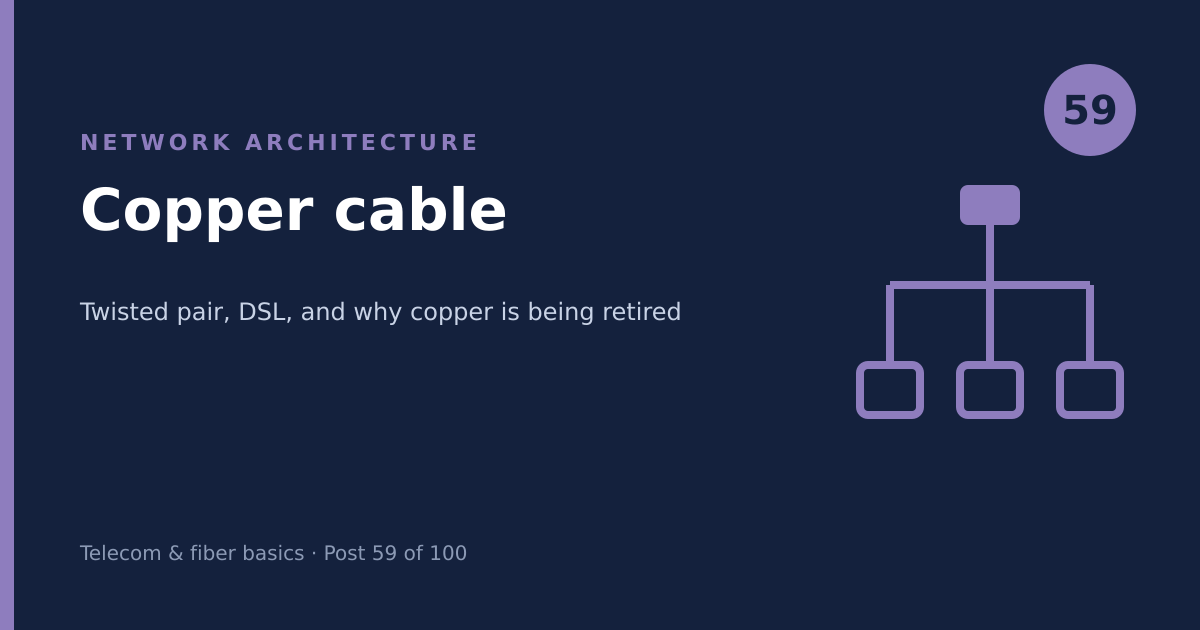 59
NETWORK ARCHITECTURE
Copper cable
Twisted pair, DSL, and why copper is being retired
Telecom & fiber basics · Post 59 of 100